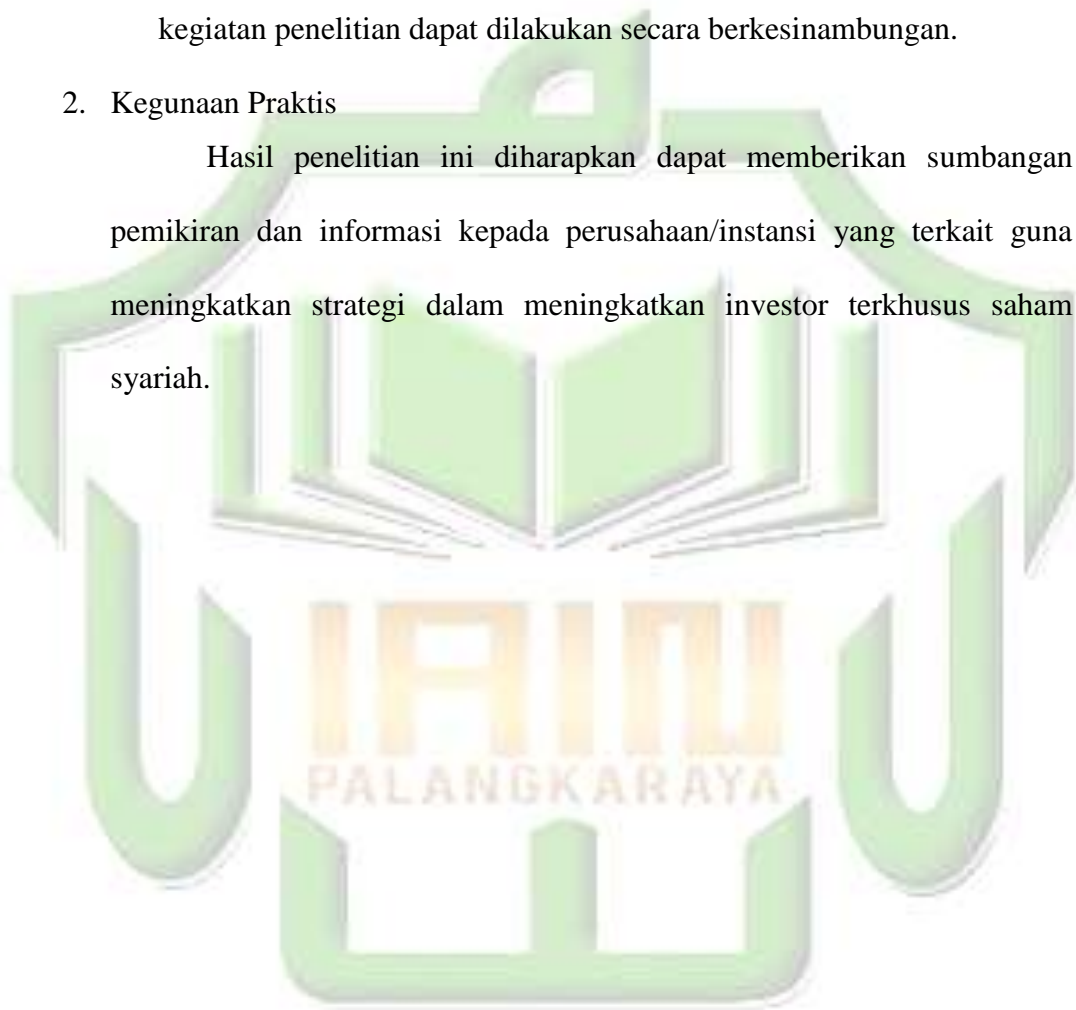 kegiatan penelitian dapat dilakukan secara berkesinambungan.
2. Kegunaan Praktis
Hasil penelitian ini diharapkan dapat memberikan sumbangan
pemikiran dan informasi kepada perusahaan/instansi yang terkait guna
meningkatkan strategi dalam meningkatkan investor terkhusus saham
syariah.
IAIN
PALANGKARAYA